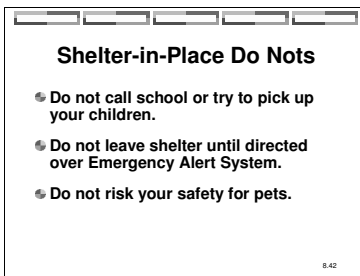 Shelter-in-Place Do Nots
Do not call school or try to pick up
your children.
Do not leave shelter until directed
over Emergency Alert System.
Do not risk your safety for pets.
8.42